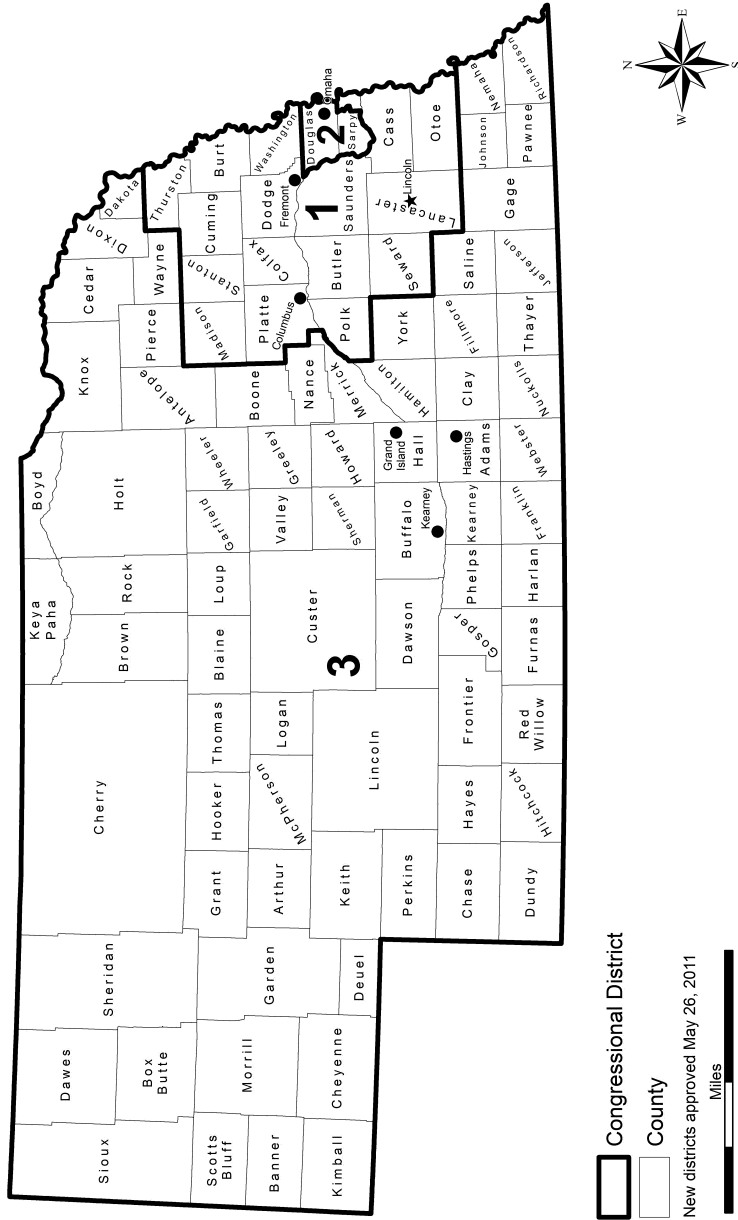 N
E
S
W
Sioux
Dawes
Box
Butte
Sheridan
Cherry
Keya
Paha
Boyd
Brown
Rock
Holt
Knox
Cedar
Dixon
Dakota
Antelope
Pierce
Wayne
Thurston
Scotts
Bluff
Banner
Kimball
Morrill
Cheyenne
Garden
Deuel
Grant
Hooker
Thomas
Blaine
Loup
Garfield
Wheeler
Boone
Madison
Stanton
Cuming
Burt
Arthur
McPherson
Logan
Custer
Valley
Greeley
Nance
Platte
Columbus
Colfax
Dodge
Fremont
Washington
Douglas
Omaha
2
Sarpy
3
1
Keith
Lincoln
Sherman
Howard
Merrick
Polk
Butler
Saunders
Cass
Perkins
Dawson
Buffalo
Kearney
Grand
Island
Hall
Hamilton
York
Seward
Lancaster
Lincoln
Otoe
Chase
Hayes
Frontier
Gosper
Phelps
Kearney
Hastings
Adams
Clay
Fillmore
Saline
Gage
Johnson
Nemaha
Dundy
Hitchcock
Red
Willow
Furnas
Harlan
Franklin
Webster
Nuckolls
Thayer
Jefferson
Pawnee
Richardson
Congressional District
County
New districts approved May 26, 2011
Miles